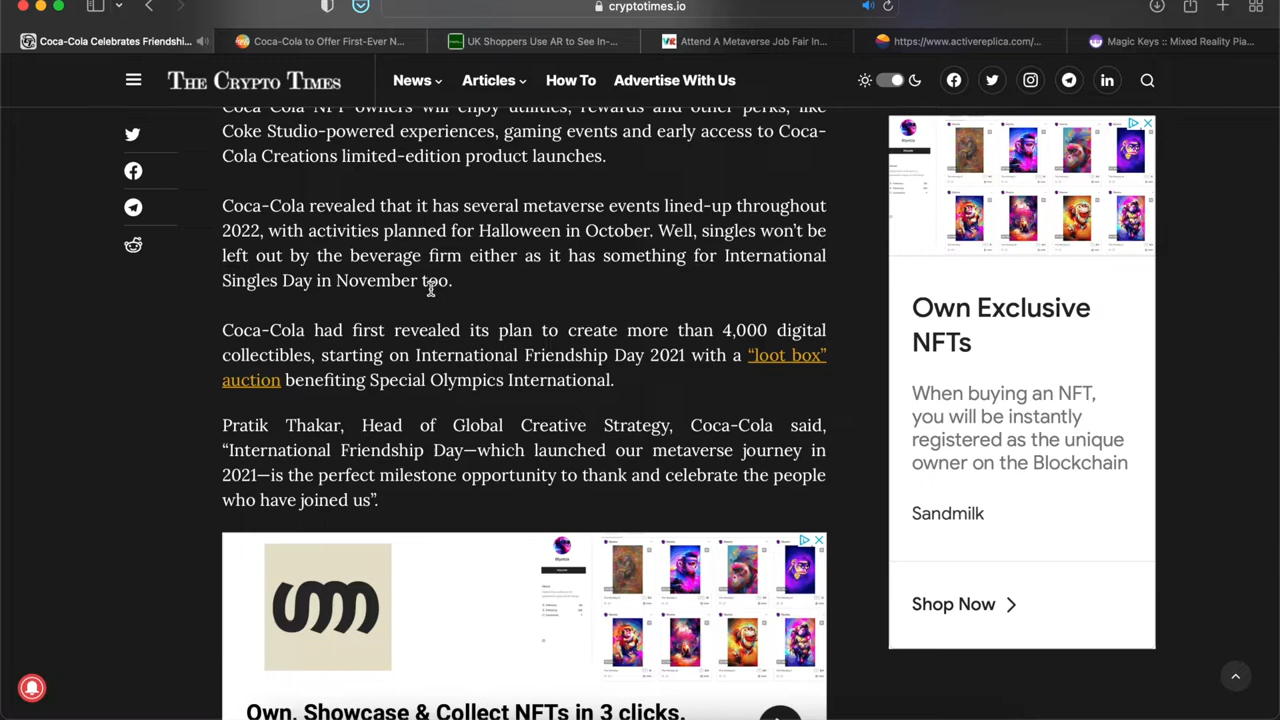 cryptotimes.io
Coca-Cola Celebrates Friendshi...
Coca-Cola to Offer First-Ever N...
UK Shoppers Use AR to See In-...
Attend A Metaverse Job Fair In...
https://www.activereplica.com/...
Magic Keys :: Mixed Reality Pia...
THE CRYPTO TIMES
News
Articles
How To
Advertise With Us
Coca Cola NFT owners will enjoy utilities, rewards and other perks, like
Coke Studio-powered experiences, gaming events and early access to Coca-
Cola Creations limited-edition product launches.
Coca-Cola revealed that it has several metaverse events lined-up throughout
2022, with activities planned for Halloween in October. Well, singles won't be
left out of the
either as it has something for International
Singles Day in November too.
Coca-Cola had first revealed its plan to create more than 4,000 digital
collectibles, starting on International Friendship Day 2021 with a “loot box”
auction benefiting Special Olympics International.
Pratik Thakar, Head of Global Creative Strategy, Coca-Cola said,
“International Friendship Day—which launched our metaverse journey in
2021—is the perfect milestone opportunity to thank and celebrate the people
who have joined us”.
Own Exclusive
NFTs
When buying an NFT,
you will be instantly
registered as the unique
owner on the Blockchain
Sandmilk
Shop Now
Own, Showcase & Collect NFTs in 3 clicks.